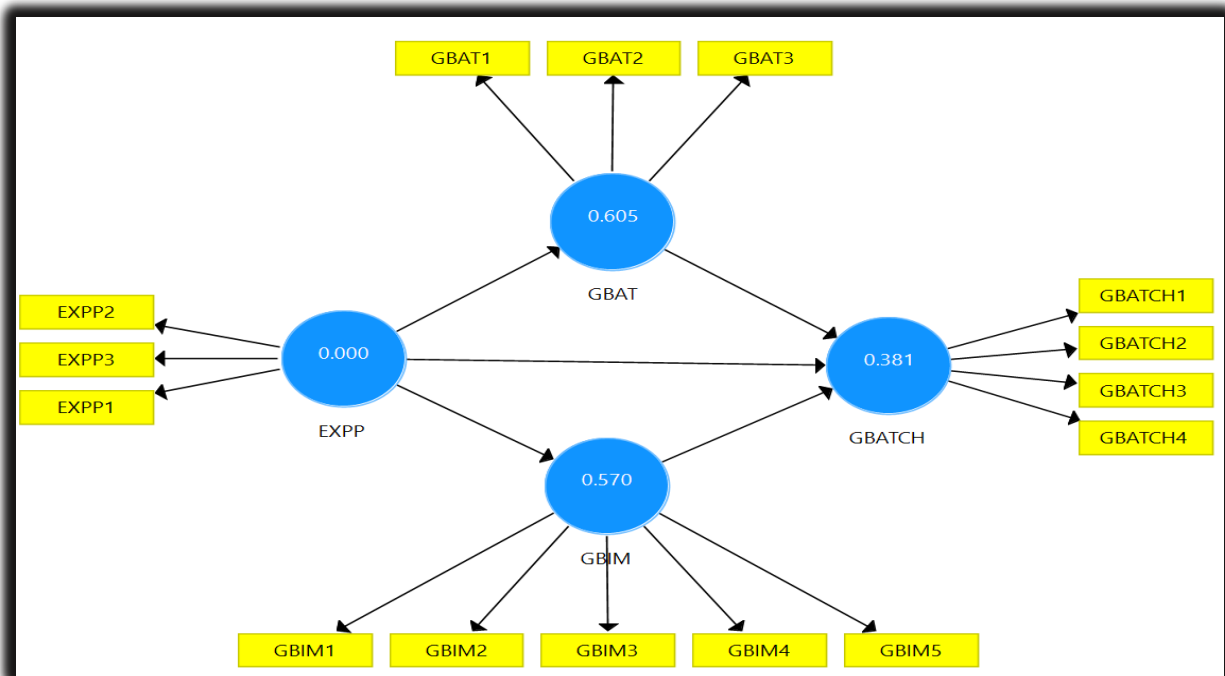 GBAT1 GBAT2 GBAT3
0.605
GBAT
EXPP2
EXPP3
EXPP1
0.000
EXPP
0.381
GBATCH
GBATCH1
GBATCH2
GBATCH3
GBATCH4
0.570
GBIM
GBIM1 GBIM2 GBIM3 GBIM4 GBIM5